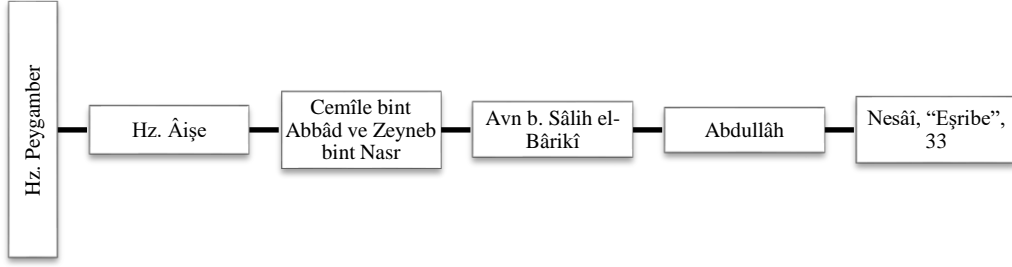 Hz. Peygamber
Hz. Âişe
Cemîle bint
Abbâd ve Zeyneb
bint Nasr
Avn b. Sâlih el-
Bârikî
Abdullâh
Nesâî, “Eşribe”,
33